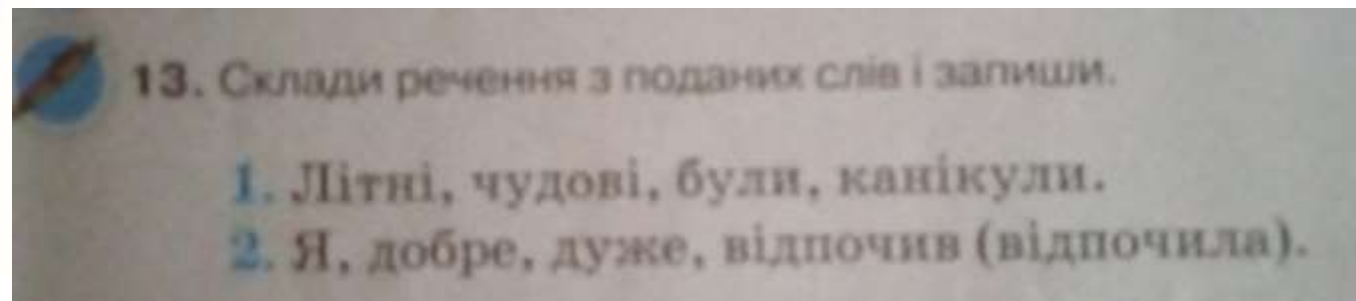 13. Склади речення з поданих слів і запиши.
1. Літні, чудові, були, канікули.
2. Я, добре, дуже, відпочив (відпочила).